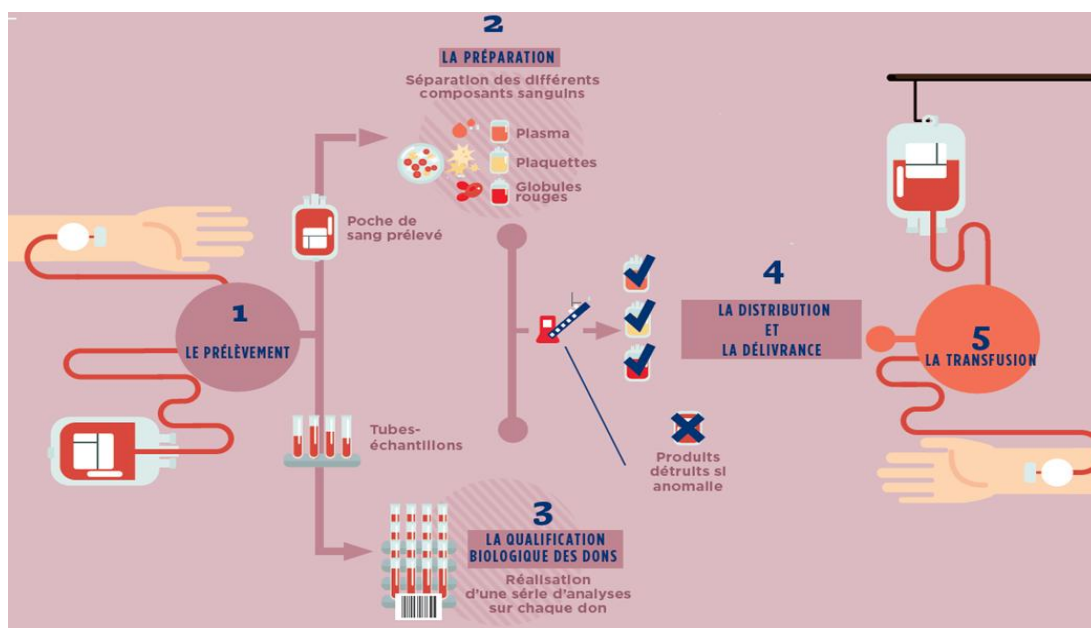 1
LE PRÉLÈVEMENT
Poche de
sang prélevé
Tubes-
échantillons
2
LA PRÉPARATION
Séparation des différents
composants sanguins
Plasma
Plaquettes
Globules
rouges
3
LA QUALIFICATION
BIOLOGIQUE DES DONS
Réalisation
d'une série d'analyses
sur chaque don
Produits
détruits si
anomalie
4
LA DISTRIBUTION
ET
LA DÉLIVRANCE
5
LA TRANSFUSION